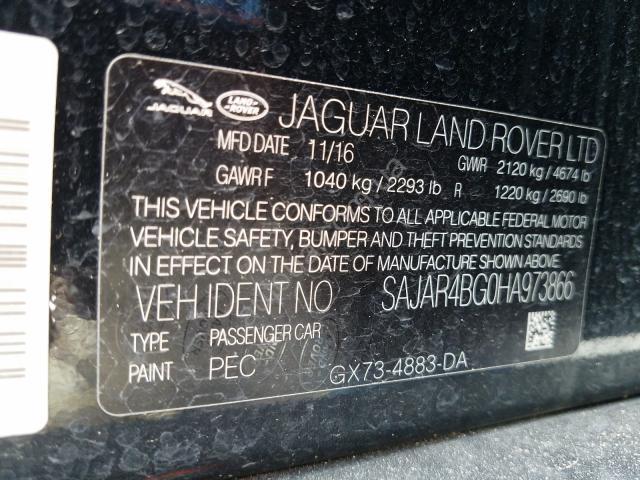 JAGUAR LAND-ROVER JAGUAR LAND ROVER LTD
MFD DATE 11/16 GVWR 2120 kg / 4674 lb
GAWR F 1040 kg / 2293 lb R 1220 kg / 2690 lb
THIS VEHICLE CONFORMS TO ALL APPLICABLE FEDERAL MOTOR
VEHICLE SAFETY, BUMPER AND THEFT PREVENTION STANDARDS
IN EFFECT ON THE DATE OF MANUFACTURE SHOWN ABOVE
VEH.IDENT NO SAJAR4BG0HA973866
TYPE PASSENGER CAR
PAINT PEC GX73-4883-DA